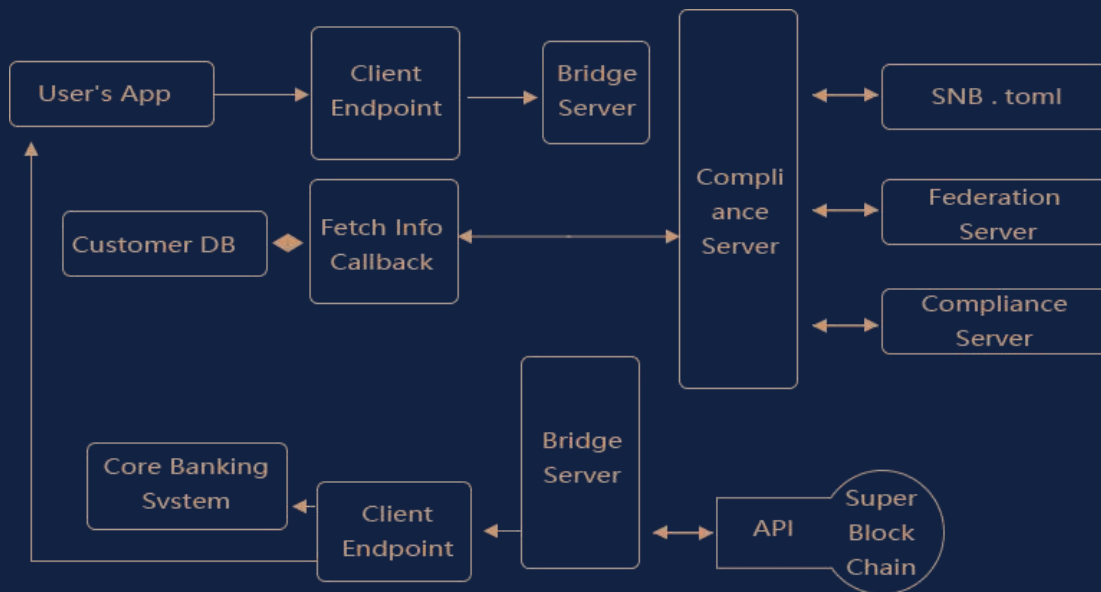 User's App
Client
Endpoint
Bridge
Server
SNB . toml
Customer DB
Fetch Info
Callback
Compli
ance
Server
Federation
Server
Compliance
Server
Core Banking
Svstem
Client
Endpoint
Bridge
Server
API
Super
Block
Chain